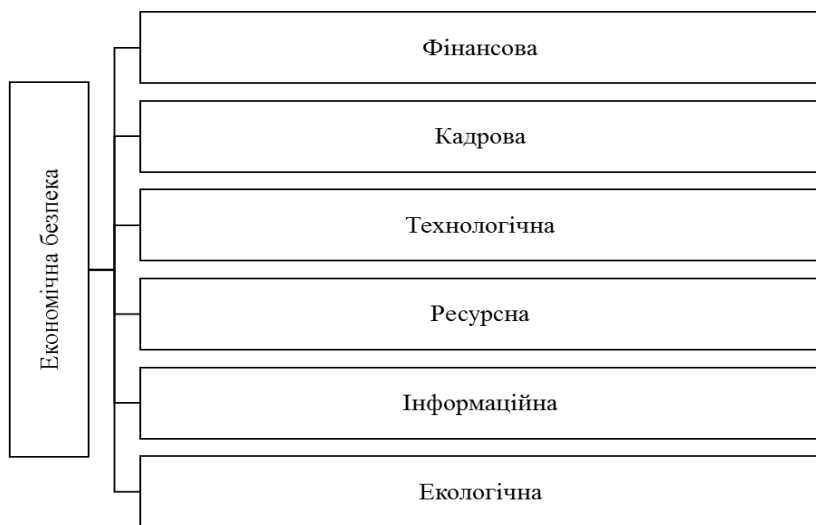 Економічна безпека
Фінансова
Кадрова
Технологічна
Ресурсна
Інформаційна
Екологічна